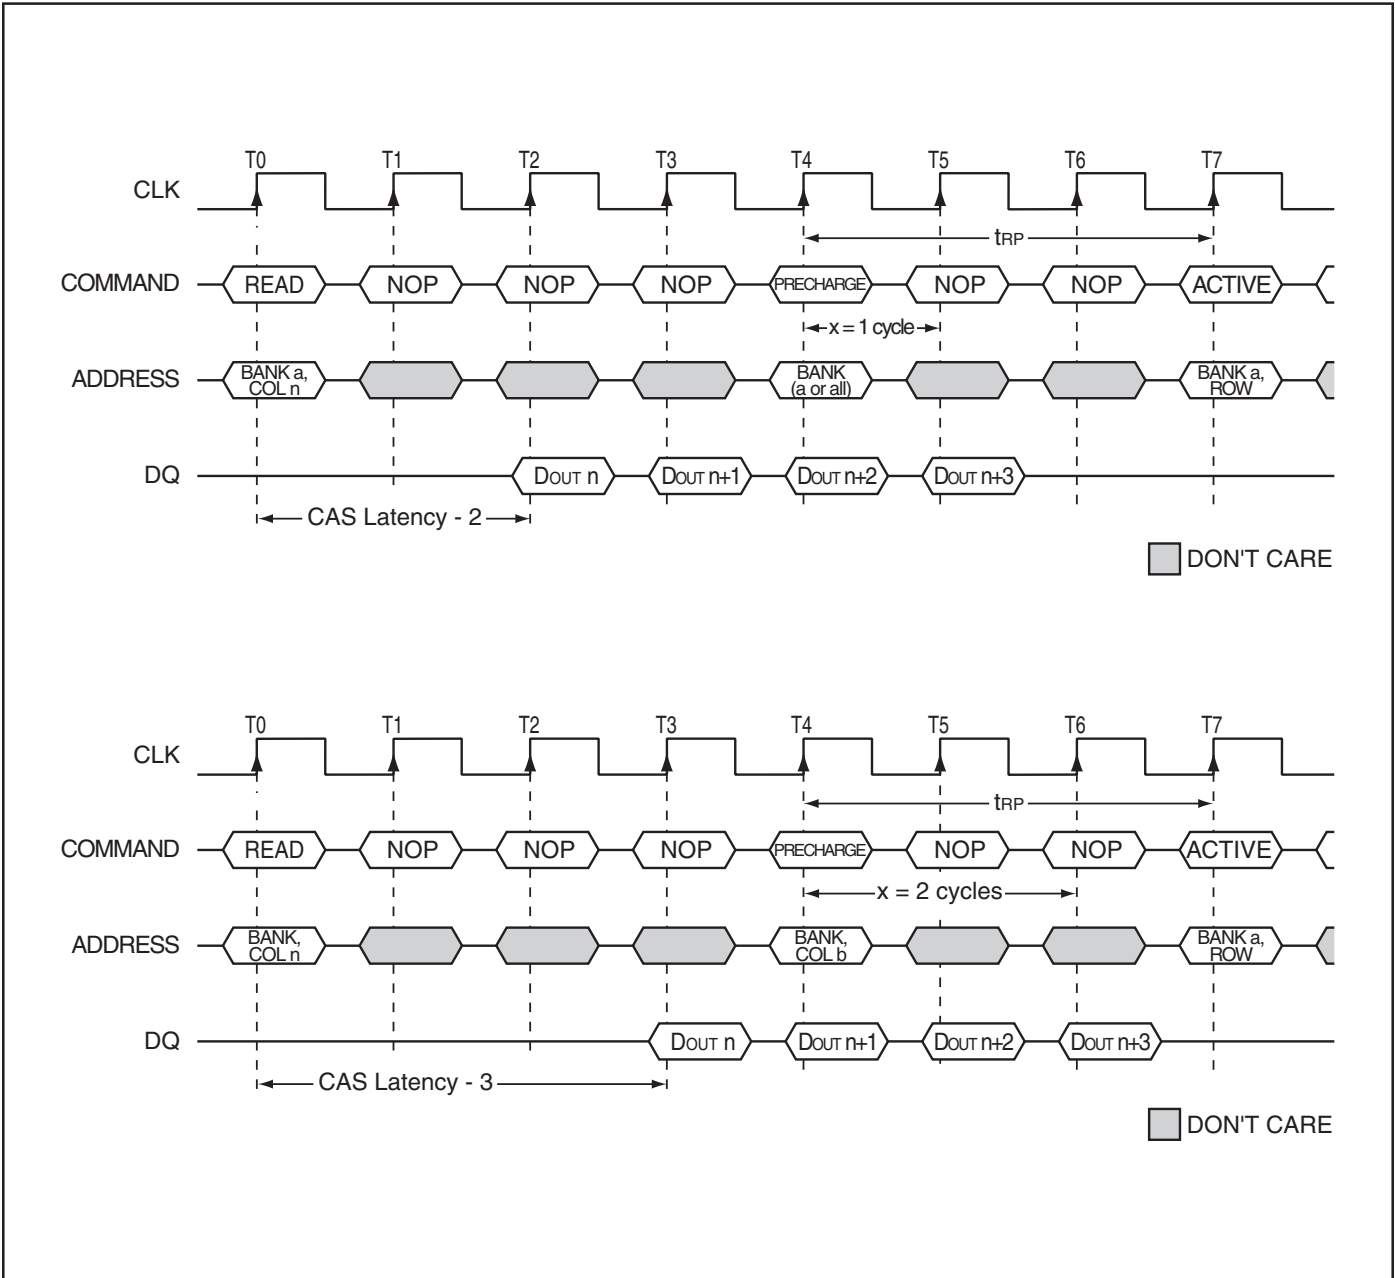 T0 T1 T2 T3 T4 T5 T6 T7
CLK
tRP
COMMAND READ NOP NOP NOP PRECHARGE NOP NOP ACTIVE
x = 1 cycle
ADDRESS BANK a, COL n BANK (a or all) BANK a, ROW
DQ DOUT n DOUT n+1 DOUT n+2 DOUT n+3
CAS Latency - 2
DON'T CARE
T0 T1 T2 T3 T4 T5 T6 T7
CLK
tRP
COMMAND READ NOP NOP NOP PRECHARGE NOP NOP ACTIVE
x = 2 cycles
ADDRESS BANK, COL n BANK, COL b BANK a, ROW
DQ DOUT n DOUT n+1 DOUT n+2 DOUT n+3
CAS Latency - 3
DON'T CARE